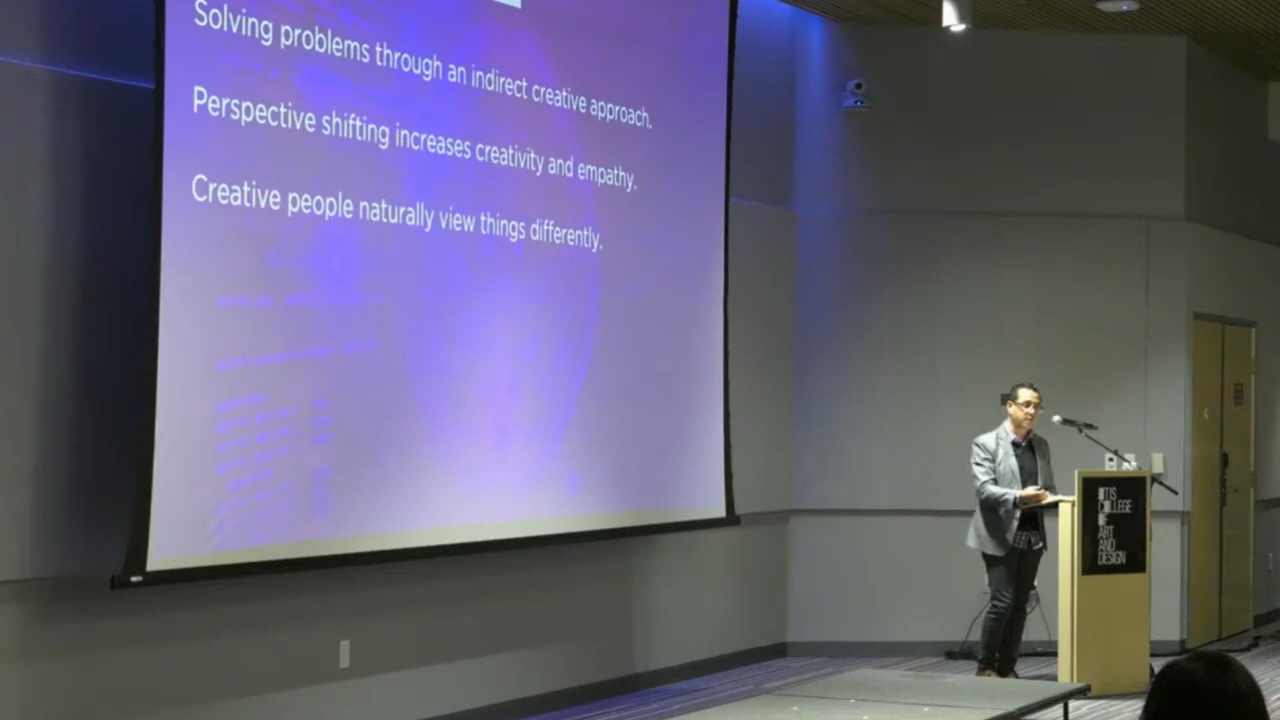 Solving problems through an indirect creative approach.
Perspective shifting increases creativity and empathy.
Creative people naturally view things differently.
OTIS
COLLEGE
OF
ART
AND
DESIGN